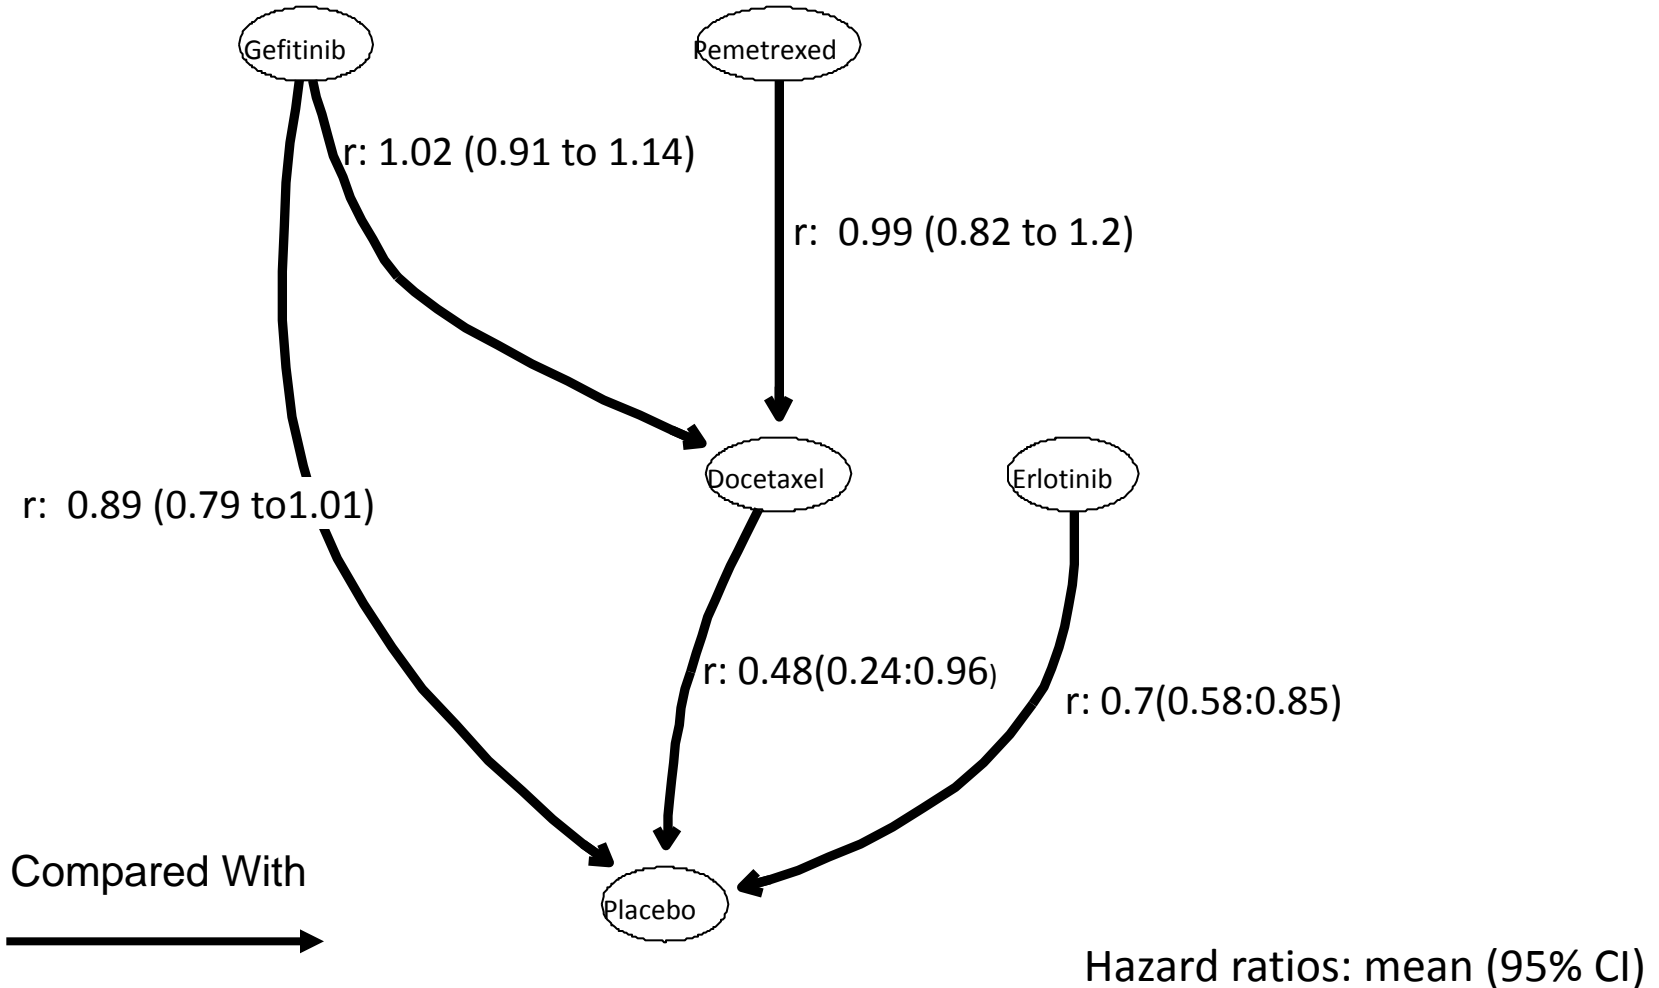 Gefitinib
Pemetrexed
r: 1.02 (0.91 to 1.14)
r:  0.99 (0.82 to 1.2)
Docetaxel
Erlotinib
r:  0.89 (0.79 to1.01)
r: 0.48(0.24:0.96)
r: 0.7(0.58:0.85)
Compared With
Placebo
Hazard ratios: mean (95% CI)